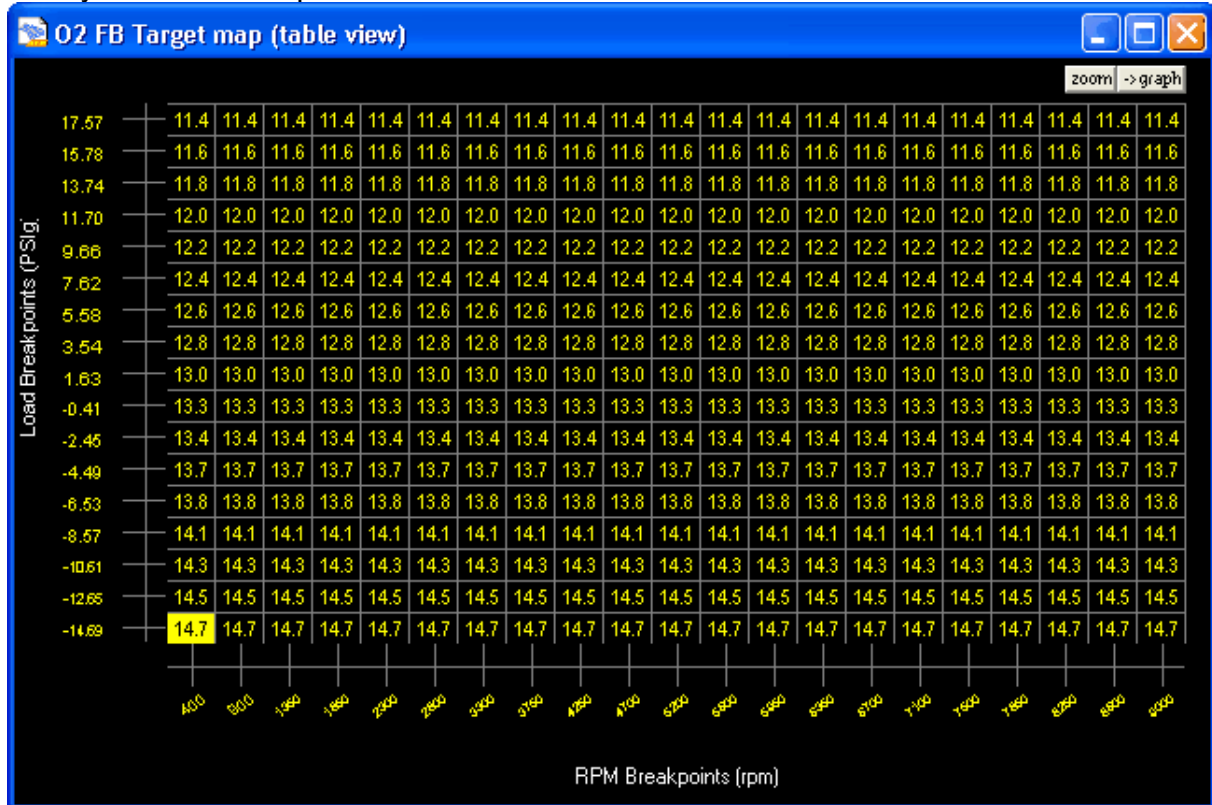 O2 FB Target map (table view)
zoom ->graph
17.57 11.4 11.4 11.4 11.4 11.4 11.4 11.4 11.4 11.4 11.4 11.4 11.4 11.4 11.4 11.4 11.4 11.4 11.4 11.4 11.4 11.4
15.78 11.6 11.6 11.6 11.6 11.6 11.6 11.6 11.6 11.6 11.6 11.6 11.6 11.6 11.6 11.6 11.6 11.6 11.6 11.6 11.6 11.6
13.74 11.8 11.8 11.8 11.8 11.8 11.8 11.8 11.8 11.8 11.8 11.8 11.8 11.8 11.8 11.8 11.8 11.8 11.8 11.8 11.8 11.8
11.70 12.0 12.0 12.0 12.0 12.0 12.0 12.0 12.0 12.0 12.0 12.0 12.0 12.0 12.0 12.0 12.0 12.0 12.0 12.0 12.0 12.0
9.66 12.2 12.2 12.2 12.2 12.2 12.2 12.2 12.2 12.2 12.2 12.2 12.2 12.2 12.2 12.2 12.2 12.2 12.2 12.2 12.2 12.2
7.62 12.4 12.4 12.4 12.4 12.4 12.4 12.4 12.4 12.4 12.4 12.4 12.4 12.4 12.4 12.4 12.4 12.4 12.4 12.4 12.4 12.4
5.58 12.6 12.6 12.6 12.6 12.6 12.6 12.6 12.6 12.6 12.6 12.6 12.6 12.6 12.6 12.6 12.6 12.6 12.6 12.6 12.6 12.6
3.54 12.8 12.8 12.8 12.8 12.8 12.8 12.8 12.8 12.8 12.8 12.8 12.8 12.8 12.8 12.8 12.8 12.8 12.8 12.8 12.8 12.8
1.63 13.0 13.0 13.0 13.0 13.0 13.0 13.0 13.0 13.0 13.0 13.0 13.0 13.0 13.0 13.0 13.0 13.0 13.0 13.0 13.0 13.0
-0.41 13.3 13.3 13.3 13.3 13.3 13.3 13.3 13.3 13.3 13.3 13.3 13.3 13.3 13.3 13.3 13.3 13.3 13.3 13.3 13.3 13.3
-2.45 13.4 13.4 13.4 13.4 13.4 13.4 13.4 13.4 13.4 13.4 13.4 13.4 13.4 13.4 13.4 13.4 13.4 13.4 13.4 13.4 13.4
-4.49 13.7 13.7 13.7 13.7 13.7 13.7 13.7 13.7 13.7 13.7 13.7 13.7 13.7 13.7 13.7 13.7 13.7 13.7 13.7 13.7 13.7
-6.53 13.8 13.8 13.8 13.8 13.8 13.8 13.8 13.8 13.8 13.8 13.8 13.8 13.8 13.8 13.8 13.8 13.8 13.8 13.8 13.8 13.8
-8.57 14.1 14.1 14.1 14.1 14.1 14.1 14.1 14.1 14.1 14.1 14.1 14.1 14.1 14.1 14.1 14.1 14.1 14.1 14.1 14.1 14.1
-10.61 14.3 14.3 14.3 14.3 14.3 14.3 14.3 14.3 14.3 14.3 14.3 14.3 14.3 14.3 14.3 14.3 14.3 14.3 14.3 14.3 14.3
-12.65 14.5 14.5 14.5 14.5 14.5 14.5 14.5 14.5 14.5 14.5 14.5 14.5 14.5 14.5 14.5 14.5 14.5 14.5 14.5 14.5 14.5
-14.69 14.7 14.7 14.7 14.7 14.7 14.7 14.7 14.7 14.7 14.7 14.7 14.7 14.7 14.7 14.7 14.7 14.7 14.7 14.7 14.7 14.7
Load Breakpoints (PSIg)
1850 2300 2800 3300 3750 4250 4700 5200 6700 7100 8250 9000
RPM Breakpoints (rpm)